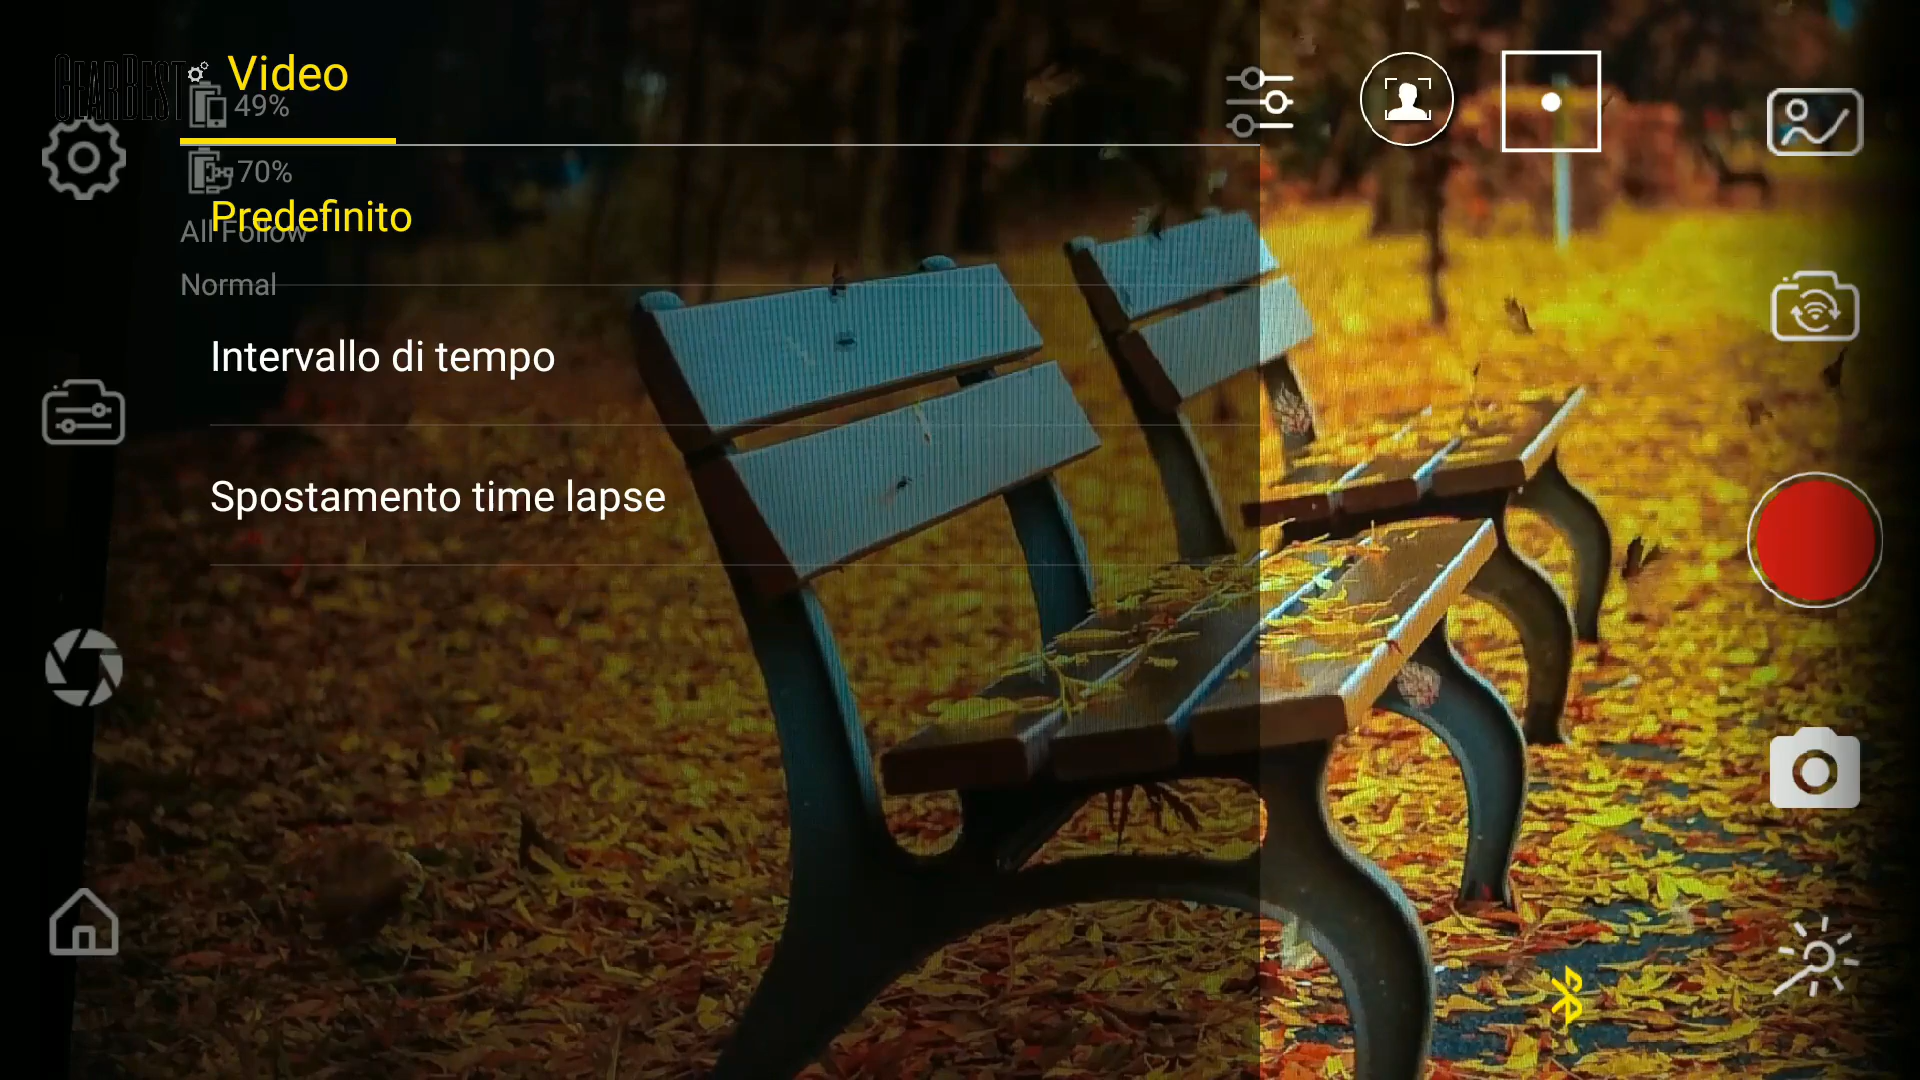 GearBest
Video
49%
70%
Predefinito
All Follow
Normal
Intervallo di tempo
Spostamento time lapse